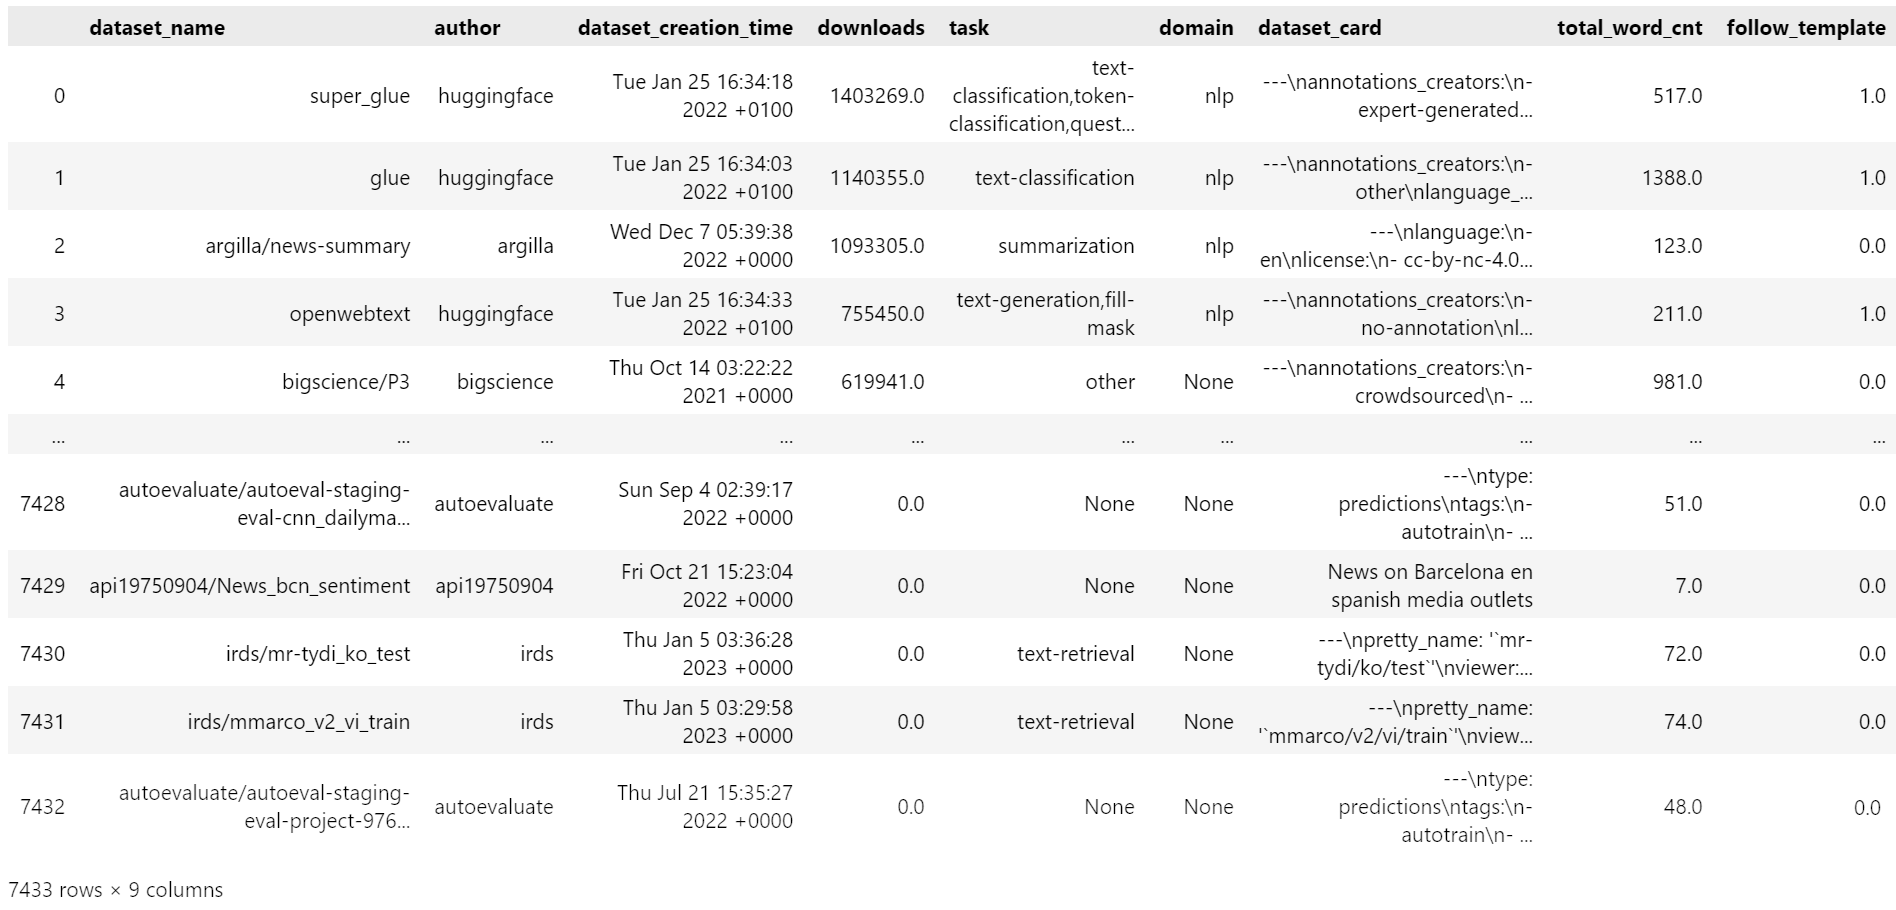 dataset_name author dataset_creation_time downloads task domain dataset_card total_word_cnt follow_template
0 super_glue huggingface Tue Jan 25 16:34:18 2022 +0100 1403269.0 text-classification,token-classification,quest... nlp ---\nannotations_creators:\n- expert-generated... 517.0 1.0
1 glue huggingface Tue Jan 25 16:34:03 2022 +0100 1140355.0 text-classification nlp ---\nannotations_creators:\n- other\nlanguage_... 1388.0 1.0
2 argilla/news-summary argilla Wed Dec 7 05:39:38 2022 +0000 1093305.0 summarization nlp ---\nlanguage:\n- en\nlicense:\n- cc-by-nc-4.0... 123.0 0.0
3 openwebtext huggingface Tue Jan 25 16:34:33 2022 +0100 755450.0 text-generation,fill-mask nlp ---\nannotations_creators:\n- no-annotation\nl... 211.0 1.0
4 bigscience/P3 bigscience Thu Oct 14 03:22:22 2021 +0000 619941.0 other None ---\nannotations_creators:\n- crowdsourced\n- ... 981.0 0.0
... ... ... ... ... ... ... ... ... ...
7428 autoevaluate/autoeval-staging-eval-cnn_dailyma... autoevaluate Sun Sep 4 02:39:17 2022 +0000 0.0 None None ---\ntype: predictions\ntags:\n- autotrain\n- ... 51.0 0.0
7429 api19750904/News_bcn_sentiment api19750904 Fri Oct 21 15:23:04 2022 +0000 0.0 None None News on Barcelona en spanish media outlets 7.0 0.0
7430 irds/mr-tydi_ko_test irds Thu Jan 5 03:36:28 2023 +0000 0.0 text-retrieval None ---\npretty_name: '`mr-tydi/ko/test`'\nviewer:... 72.0 0.0
7431 irds/mmarco_v2_vi_train irds Thu Jan 5 03:29:58 2023 +0000 0.0 text-retrieval None ---\npretty_name: '`mmarco/v2/vi/train`'\nview... 74.0 0.0
7432 autoevaluate/autoeval-staging-eval-project-976... autoevaluate Thu Jul 21 15:35:27 2022 +0000 0.0 None None ---\ntype: predictions\ntags:\n- autotrain\n- ... 48.0 0.0
7433 rows × 9 columns